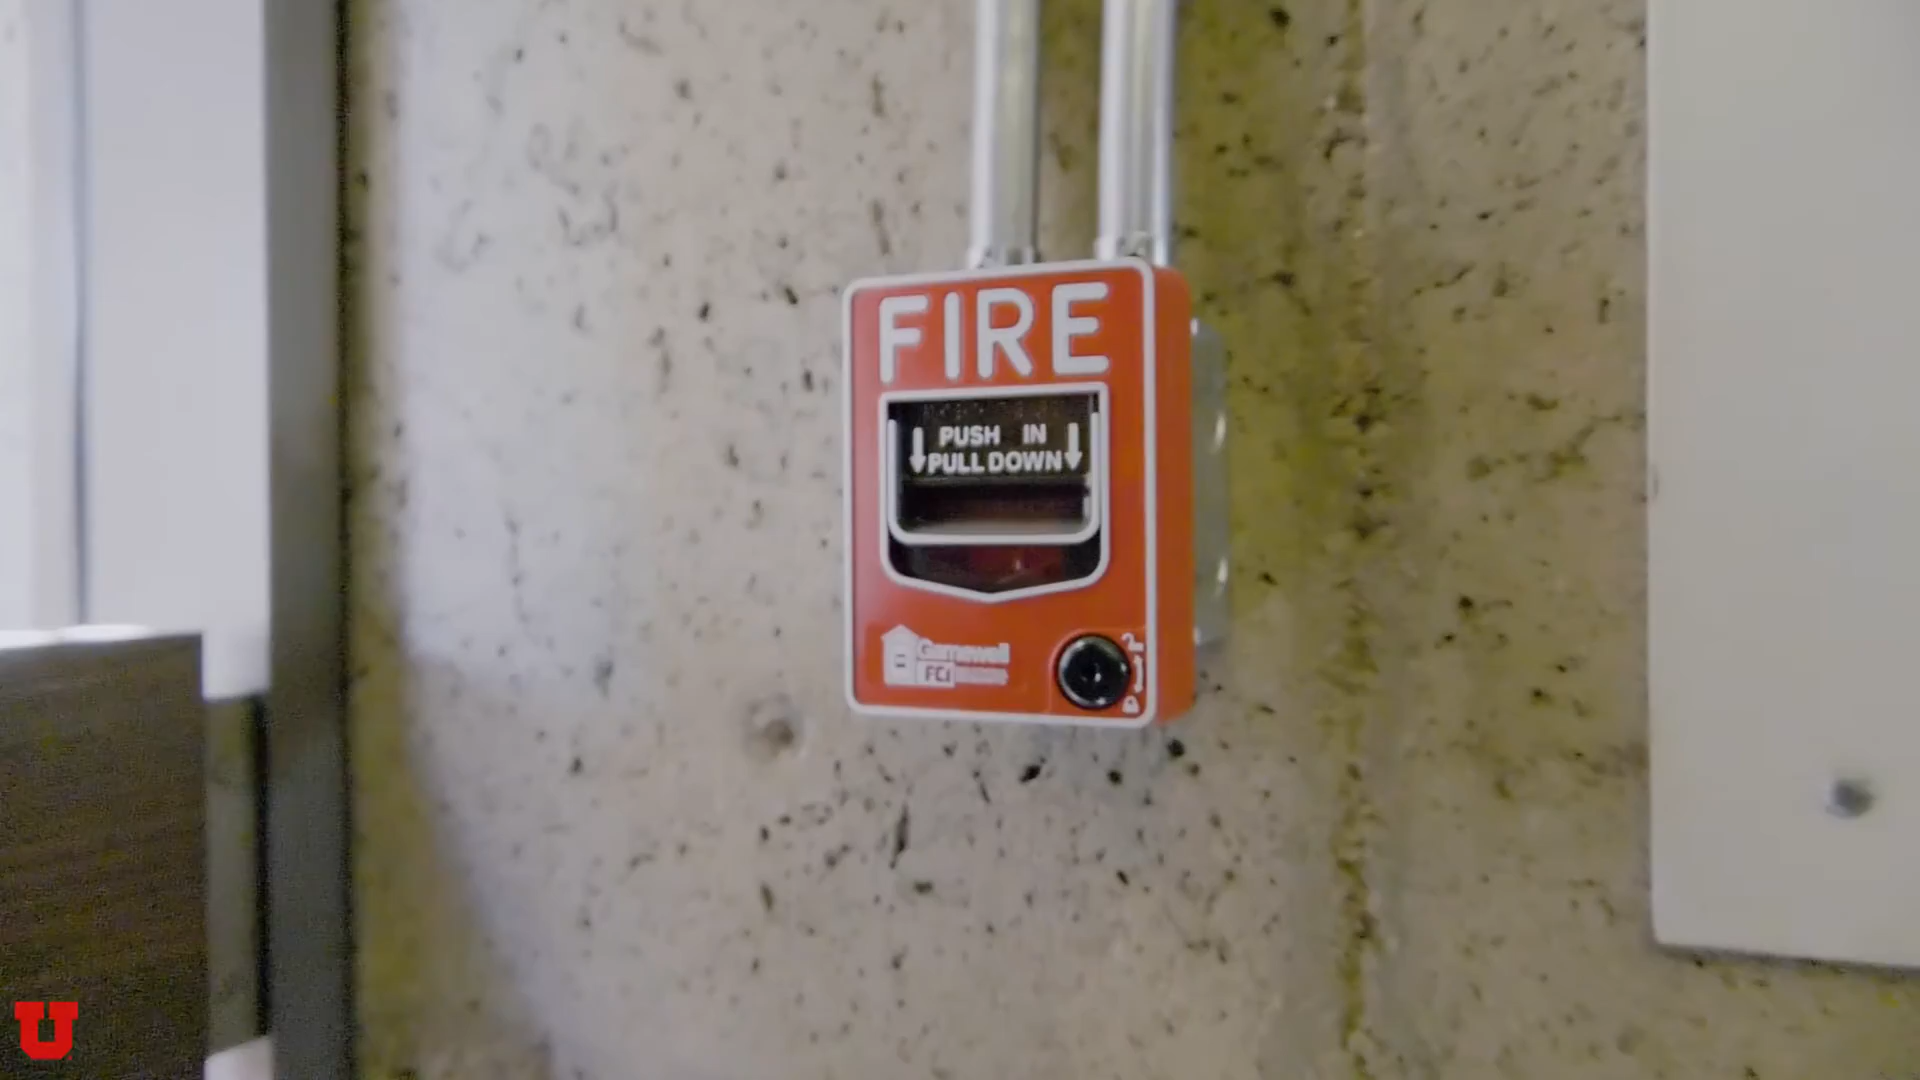 FIRE
PUSH IN
PULL DOWN
Gamewell
FCI
U